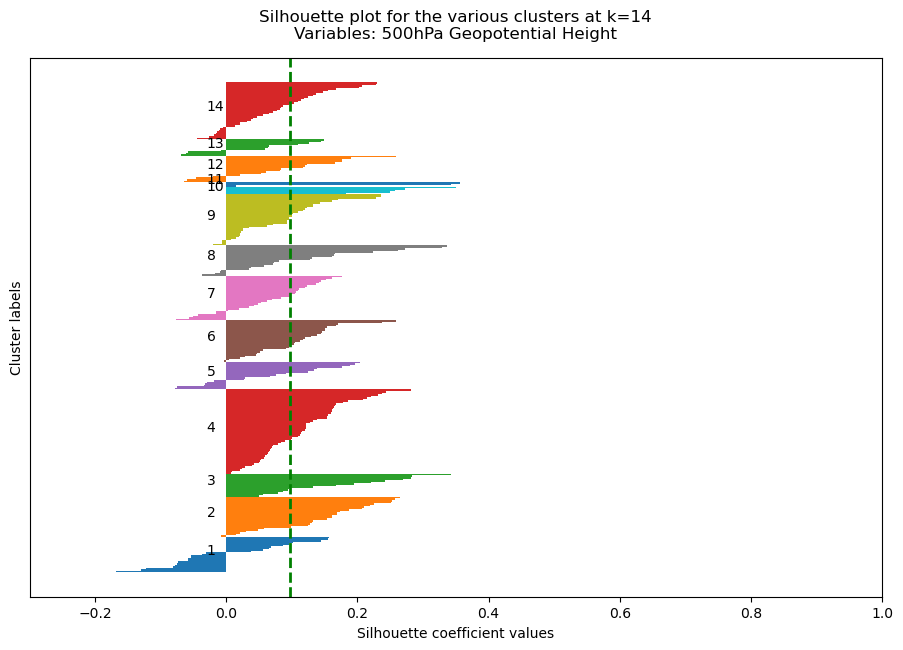 Silhouette plot for the various clusters at k=14
Variables: 500hPa Geopotential Height
Cluster labels
14
13
12
11
10
9
8
7
6
5
4
3
2
1
−0.2 0.0 0.2 0.4 0.6 0.8 1.0
Silhouette coefficient values